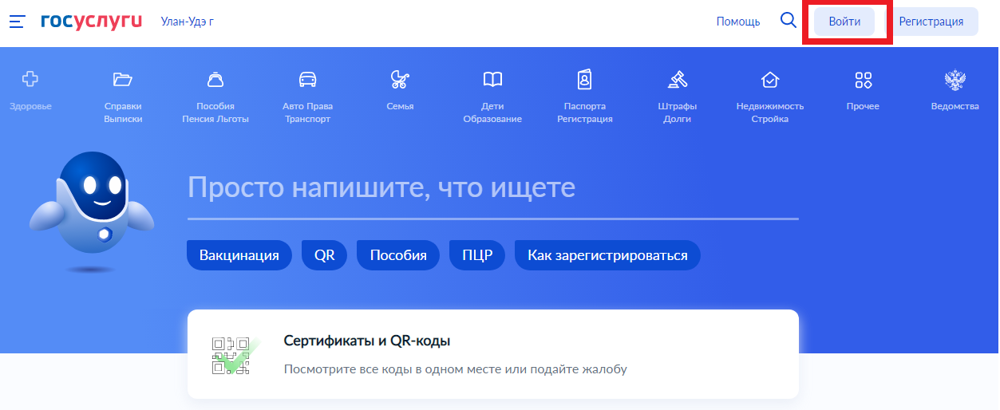 госуслуги Улан-Удэ г Помощь Войти Регистрация
Здоровье
Справки
Выписки
Пособия
Пенсия Льготы
Авто Права
Транспорт
Семья
Дети
Образование
Паспорта
Регистрация
Штрафы
Долги
Недвижимость
Стройка
Прочее
Ведомства
Просто напишите, что ищете
Вакцинация QR Пособия ПЦР Как зарегистрироваться
Сертификаты и QR-коды
Посмотрите все коды в одном месте или подайте жалобу